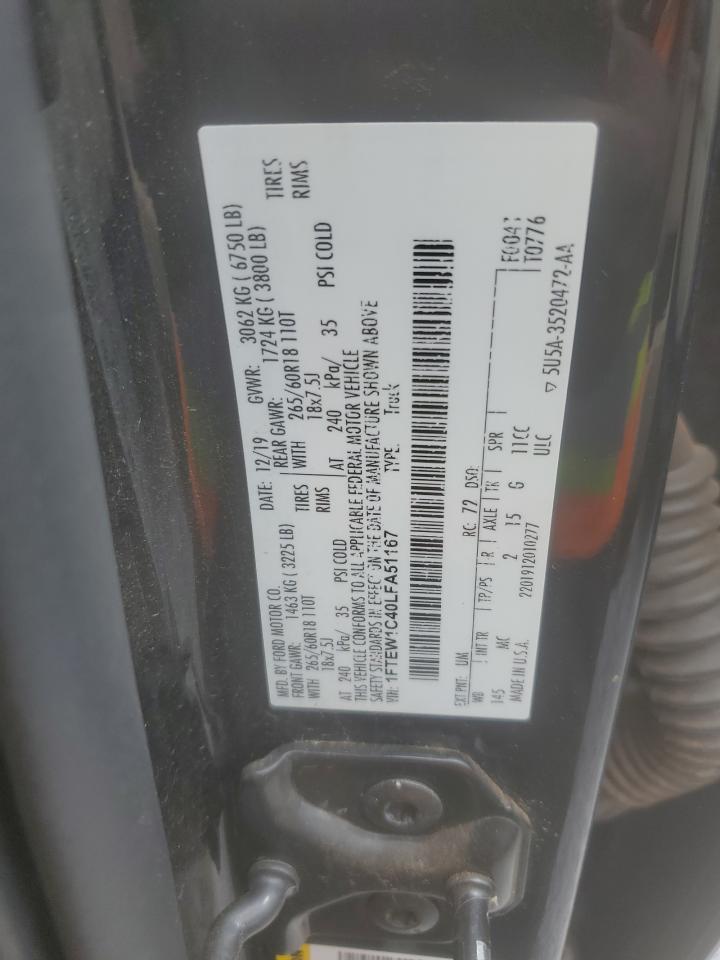 MFD. BY FORD MOTOR CO. DATE: 12/19 GVWR: 3062 KG ( 6750 LB)
FRONT GAWR: 1463 KG ( 3225 LB) REAR GAWR: 1724 KG ( 3800 LB)
WITH 265/60R18 110T TIRES WITH 265/60R18 110T TIRES
18x7.5J RIMS 18x7.5J RIMS
AT 240 kPa/ 35 PSI COLD AT 240 kPa/ 35 PSI COLD
THIS VEHICLE CONFORMS TO ALL APPLICABLE FEDERAL MOTOR VEHICLE
SAFETY STANDARDS IN EFFECT ON THE DATE OF MANUFACTURE SHOWN ABOVE
VIN: 1FTEW1C40LFA51167 TYPE: Truck
EXT PNT: UM RC: 72 DSO: F0043
T0776
WB INT TR TP/PS R AXLE TR SPR
145 MC 2 15 G 11CC
MADE IN U.S.A. 2201912010277 ULC
▽ 5U5A-3520472-AA